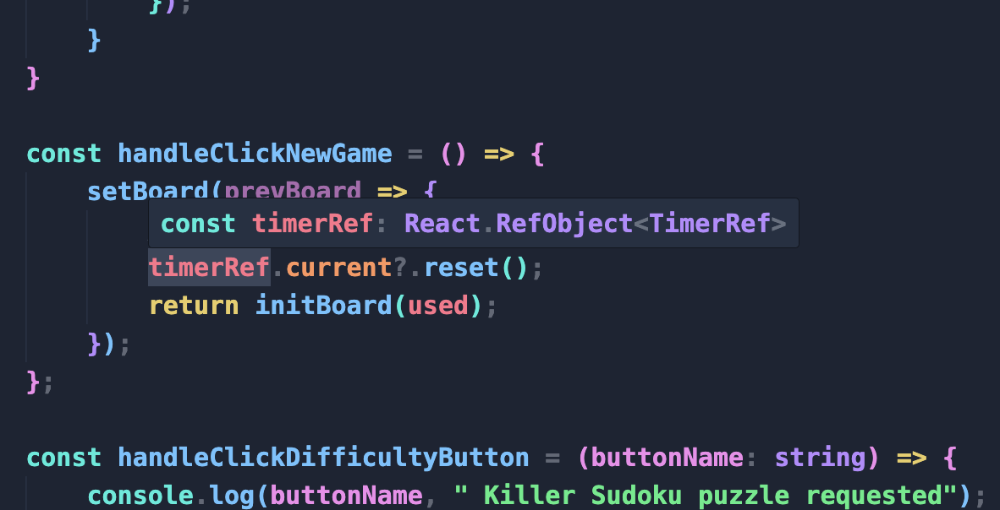 });
}
}
const handleClickNewGame = () => {
setBoard(prevBoard => {
const timerRef: React.RefObject<TimerRef>
timerRef.current?.reset();
return initBoard(used);
});
};
const handleClickDifficultyButton = (buttonName: string) => {
console.log(buttonName, " Killer Sudoku puzzle requested");